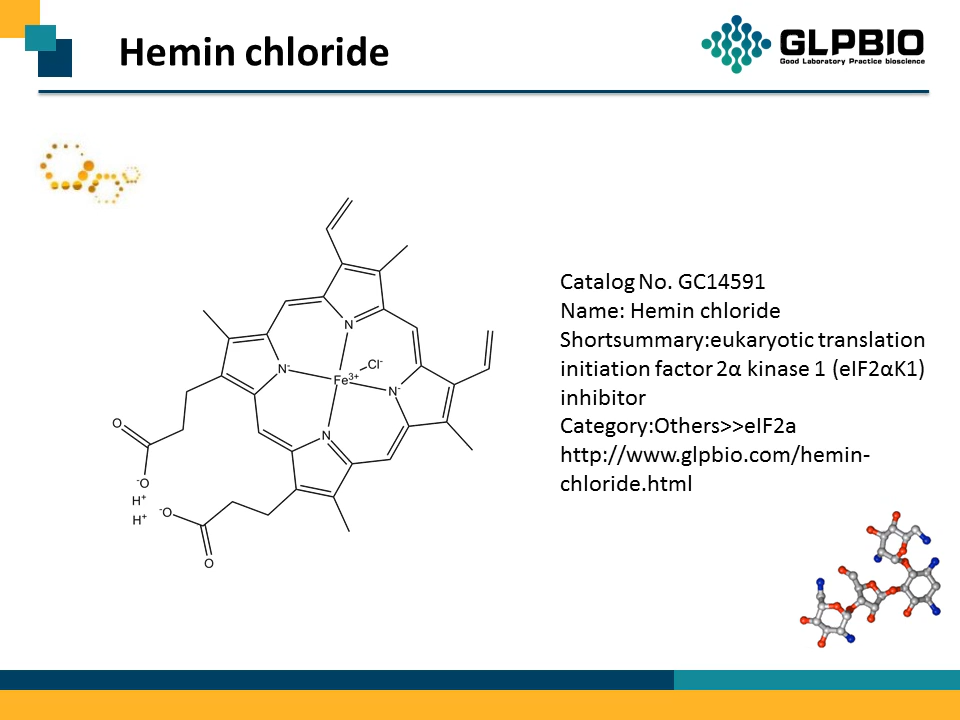 Hemin chloride
GLPBIO
Good Laboratory Practice bioscience
Catalog No. GC14591
Name: Hemin chloride
Shortsummary:eukaryotic translation
initiation factor 2α kinase 1 (eIF2αK1)
inhibitor
Category:Others>>eIF2a
http://www.glpbio.com/hemin-
chloride.html
N
Cl-
N-
Fe3+
N-
O
N
-O
H+
H+
-O
O